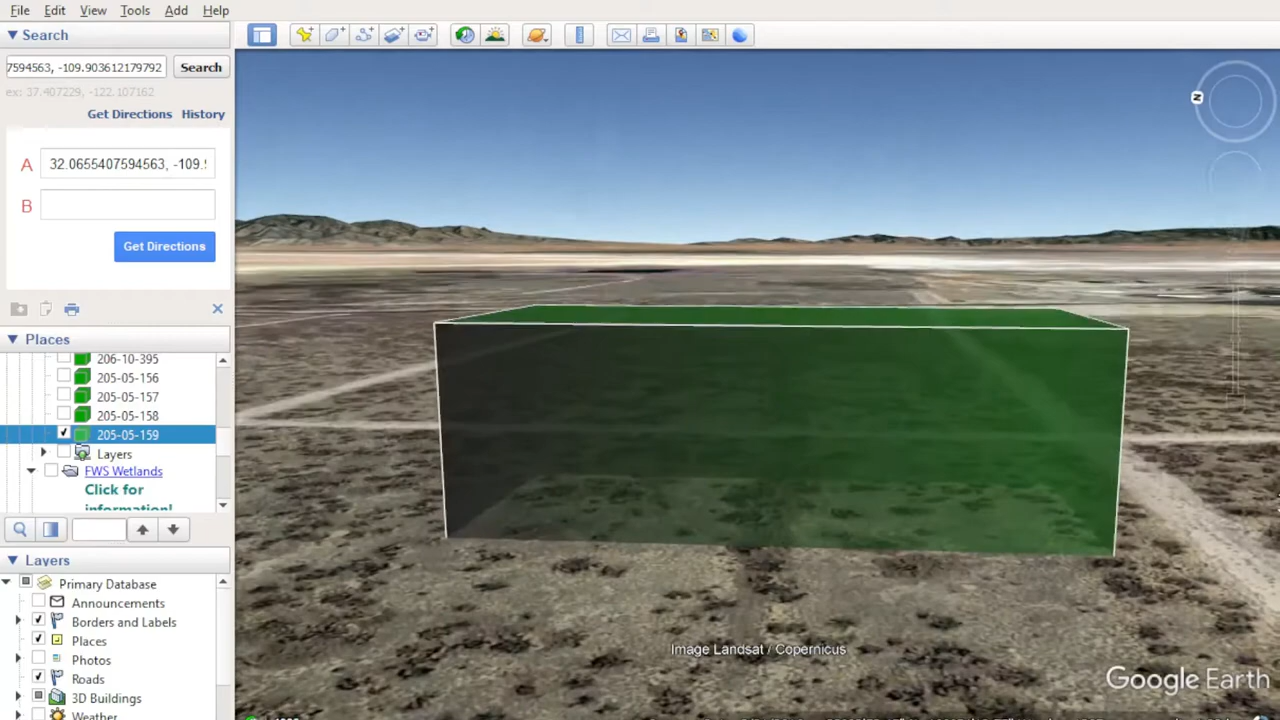 File Edit View Tools Add Help
Search
7594563, -109.903612179792 Search
ex: 37.407229, -122.107162
Get Directions History
A 32.0655407594563, -109.
B
Get Directions
Places
206-10-395
205-05-156
205-05-157
205-05-158
205-05-159
Layers
FWS Wetlands
Click for
information!
Layers
Primary Database
Announcements
Borders and Labels
Places
Photos
Roads
3D Buildings
Weather
N
Image Landsat / Copernicus
Google Earth